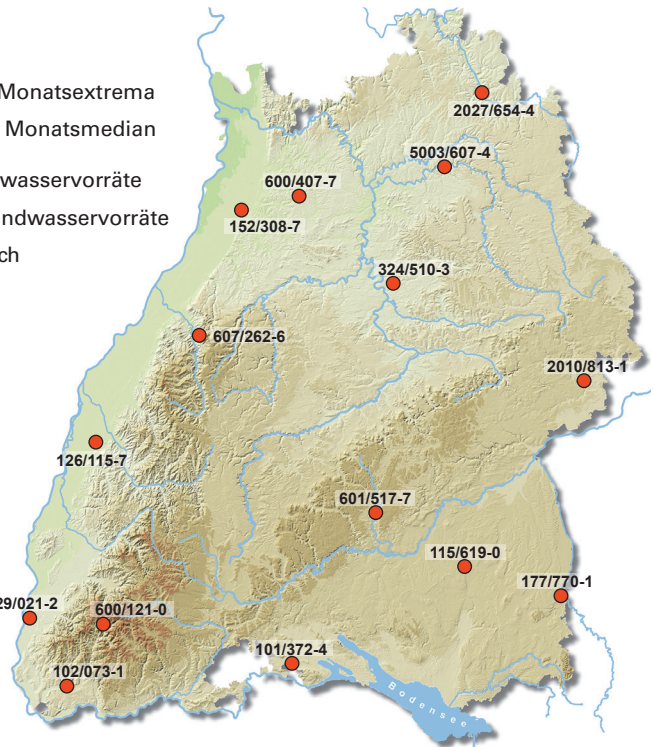 Monatsextrema
2027/654-4
Monatsmedian
5003/607-4
wasservorräte
600/407-7
ndwasservorräte
152/308-7
ch
324/510-3
607/262-6
2010/813-1
126/115-7
601/517-7
115/619-0
177/770-1
29/021-2
600/121-0
101/372-4
102/073-1
Bodensee